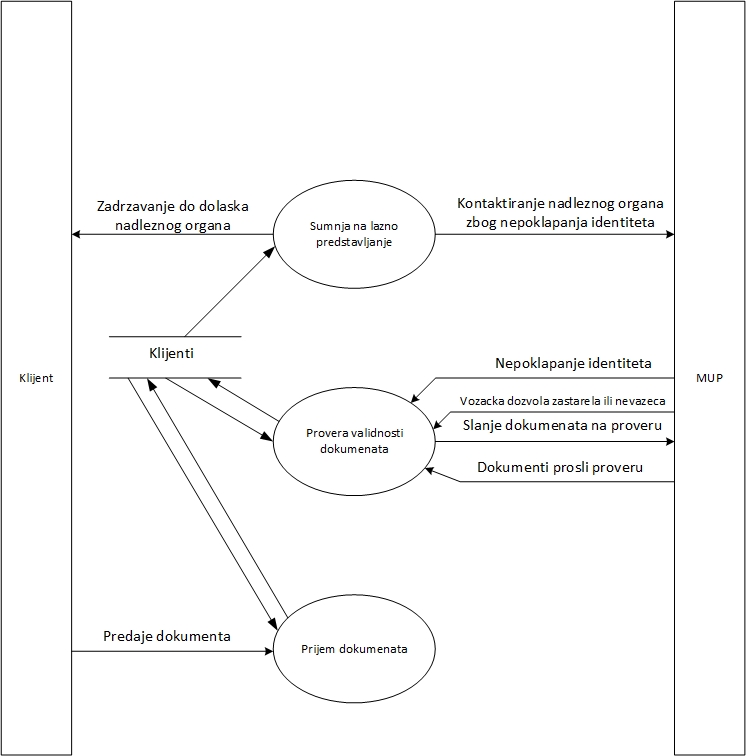 Zadrzavanje do dolaska
nadleznog organa
Sumnja na lazno
predstavljanje
Kontaktiranje nadleznog organa
zbog nepoklapanja identiteta
Klijenti
Klijent
Nepoklapanje identiteta
MUP
Vozacka dozvola zastarela ili nevazeca
Slanje dokumenata na proveru
Provera validnosti
dokumenata
Dokumenti prosli proveru
Predaje dokumenta
Prijem dokumenata